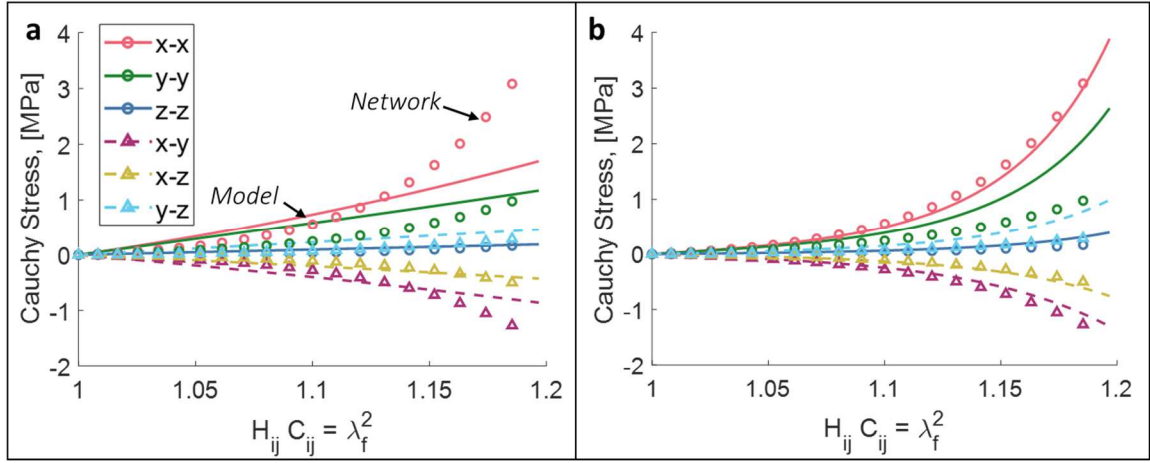 a
x-x
y-y
z-z
x-y
x-z
y-z
Network
Model
4
3
2
1
0
-1
-2
Cauchy Stress, [MPa]
1
1.05
1.1
1.15
1.2
H_ij C_ij = λ_f^2
b
4
3
2
1
0
-1
-2
Cauchy Stress, [MPa]
1
1.05
1.1
1.15
1.2
H_ij C_ij = λ_f^2